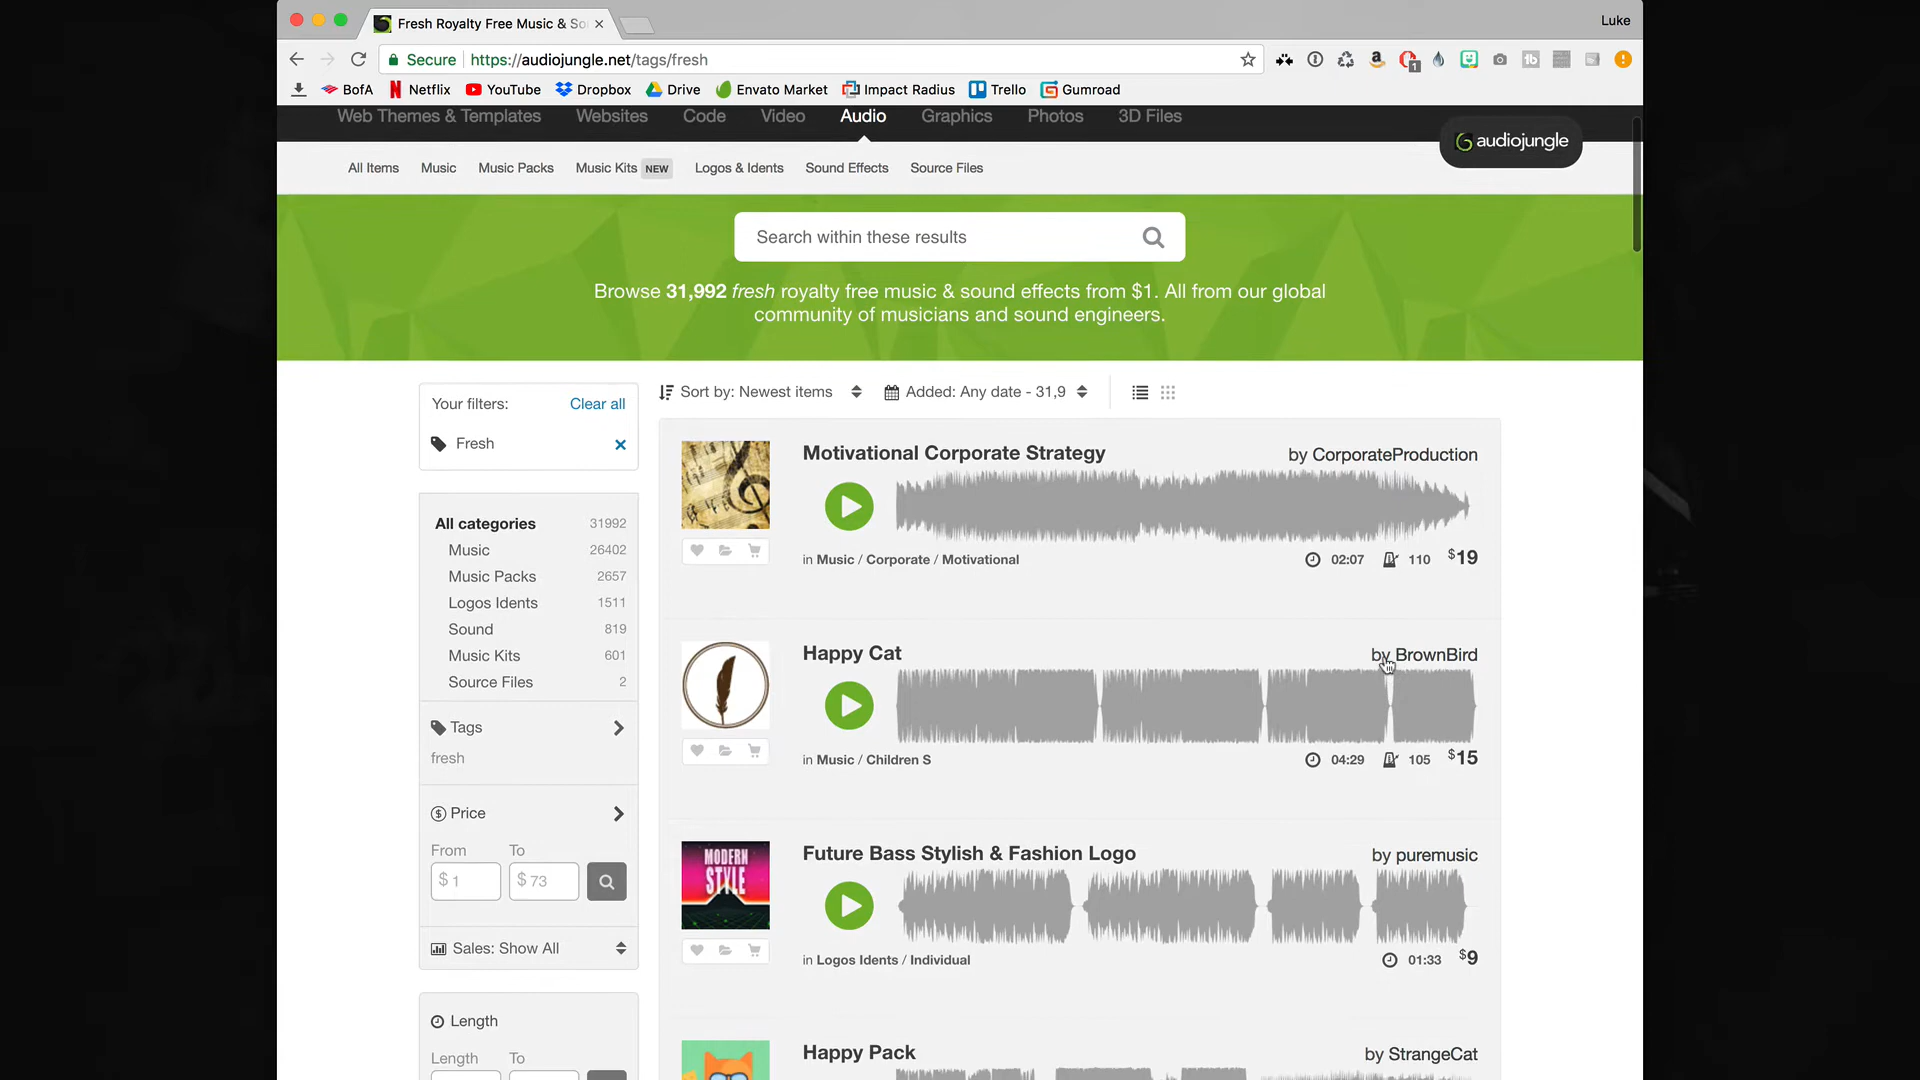 Fresh Royalty Free Music & So
Luke
Secure https://audiojungle.net/tags/fresh
1
BofA Netflix YouTube Dropbox Drive Envato Market Impact Radius Trello Gumroad
Web Themes & Templates Websites Code Video Audio Graphics Photos 3D Files
audiojungle
All Items Music Music Packs Music Kits NEW Logos & Idents Sound Effects Source Files
Search within these results
Browse 31,992 fresh royalty free music & sound effects from $1. All from our global
community of musicians and sound engineers.
Your filters: Clear all
Fresh
All categories 31992
Music 26402
Music Packs 2657
Logos Idents 1511
Sound 819
Music Kits 601
Source Files 2
Tags
fresh
Price
From To
$ 1 $ 73
Sales: Show All
Length
Length To
Sort by: Newest items Added: Any date - 31,9
Motivational Corporate Strategy by CorporateProduction
in Music / Corporate / Motivational 02:07 110 $19
Happy Cat by BrownBird
in Music / Children S 04:29 105 $15
MODERN
STYLE
Future Bass Stylish & Fashion Logo by puremusic
in Logos Idents / Individual 01:33 $9
Happy Pack by StrangeCat